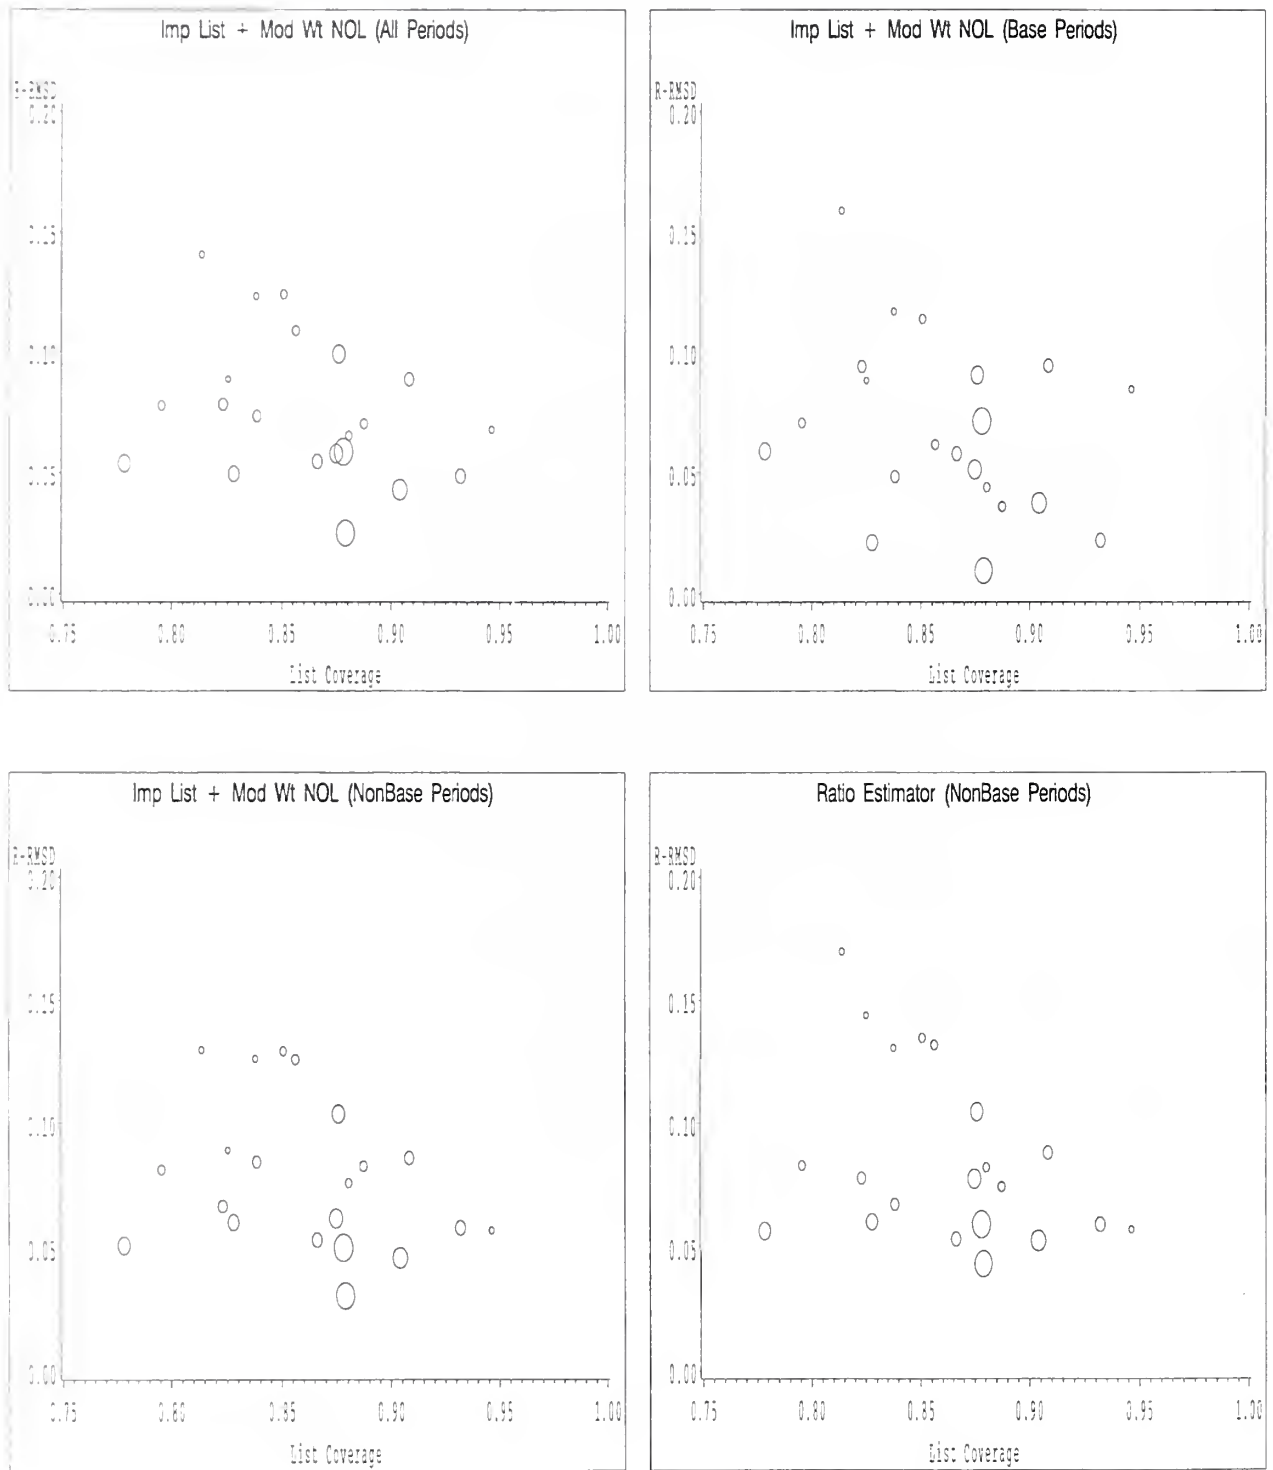 Imp List + Mod Wt NOL (All Periods)
R-RMSD
0.20
0.15
0.10
0.05
0.00
0.75 0.80 0.85 0.90 0.95 1.00
List Coverage
Imp List + Mod Wt NOL (Base Periods)
R-RMSD
0.20
0.15
0.10
0.05
0.00
0.75 0.80 0.85 0.90 0.95 1.00
List Coverage
Imp List + Mod Wt NOL (NonBase Periods)
R-RMSD
0.20
0.15
0.10
0.05
0.00
0.75 0.80 0.85 0.90 0.95 1.00
List Coverage
Ratio Estimator (NonBase Periods)
R-RMSD
0.20
0.15
0.10
0.05
0.00
0.75 0.80 0.85 0.90 0.95 1.00
List Coverage